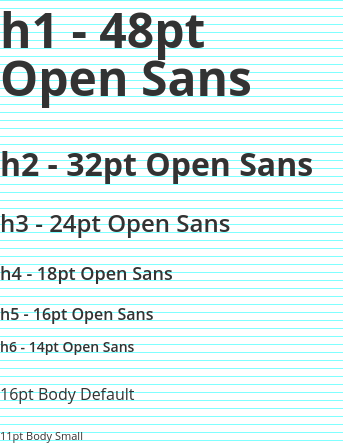 h1 - 48pt
Open Sans
h2 - 32pt Open Sans
h3 - 24pt Open Sans
h4 - 18pt Open Sans
h5 - 16pt Open Sans
h6 - 14pt Open Sans
16pt Body Default
11pt Body Small